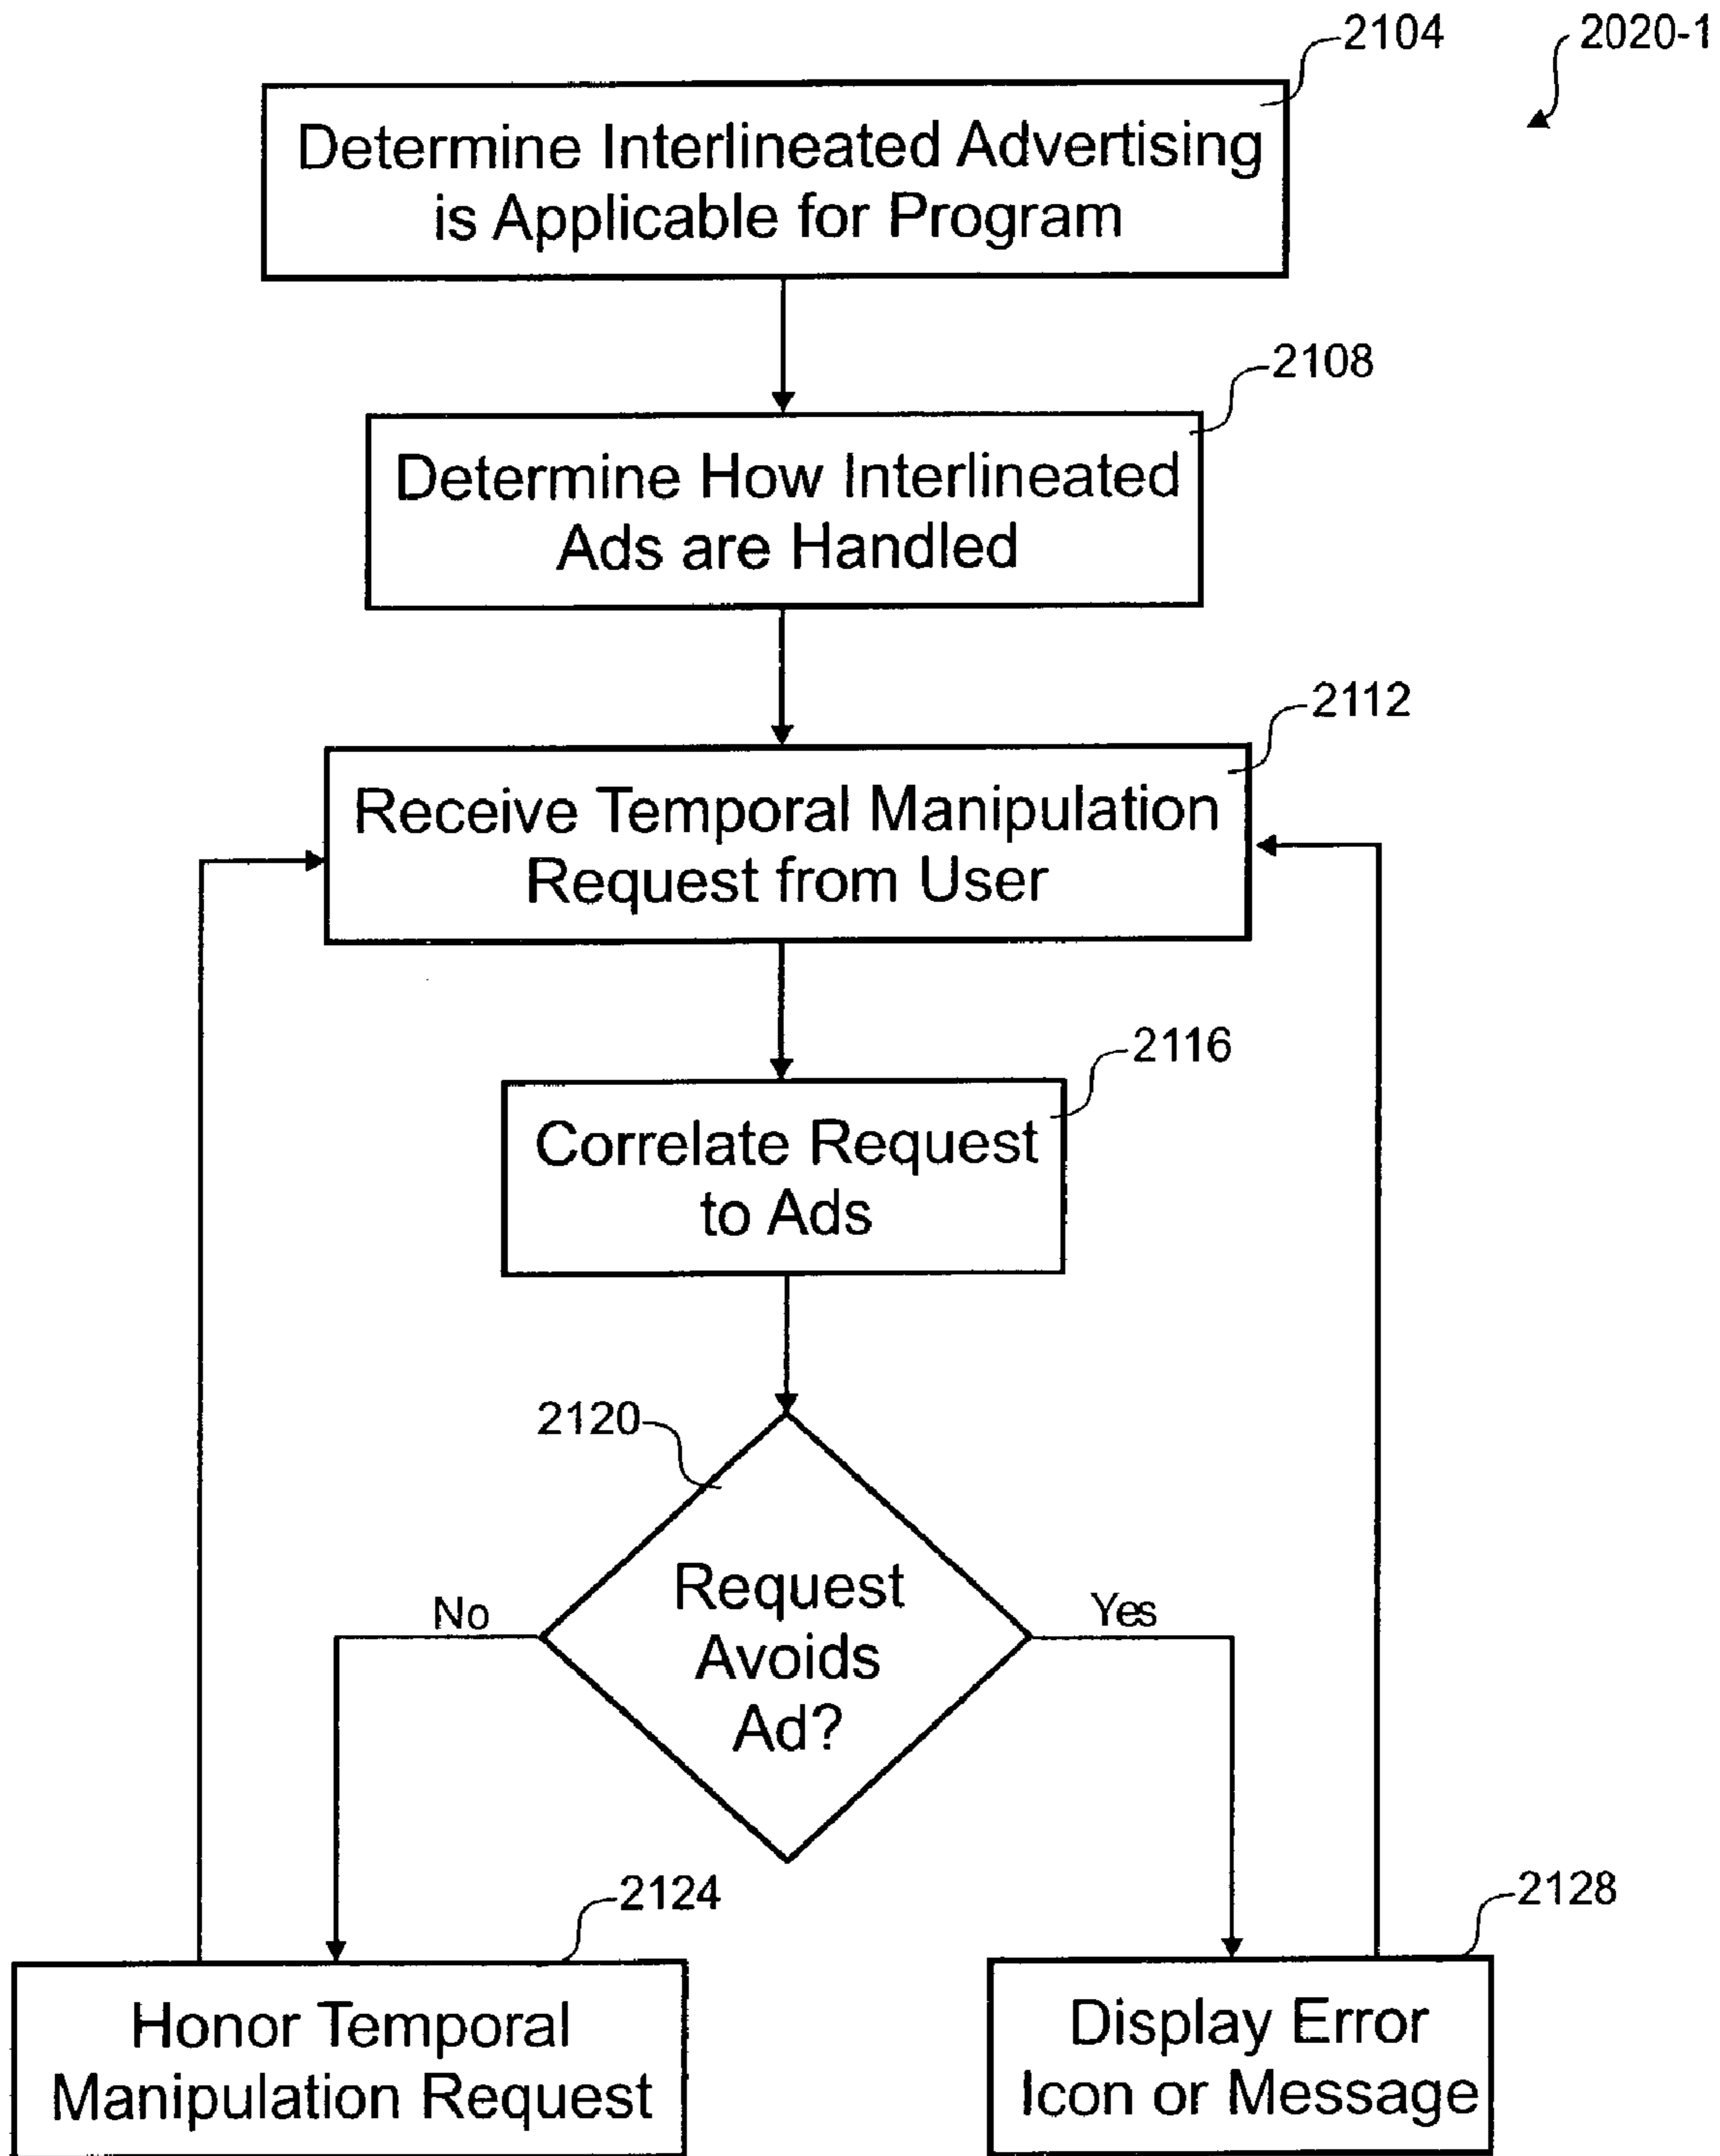 2104
2020-1
Determine Interlineated Advertising
is Applicable for Program
2108
Determine How Interlineated
Ads are Handled
2112
Receive Temporal Manipulation
Request from User
2116
Correlate Request
to Ads
2120
Request
Avoids
Ad?
No
Yes
2124
Honor Temporal
Manipulation Request
2128
Display Error
Icon or Message